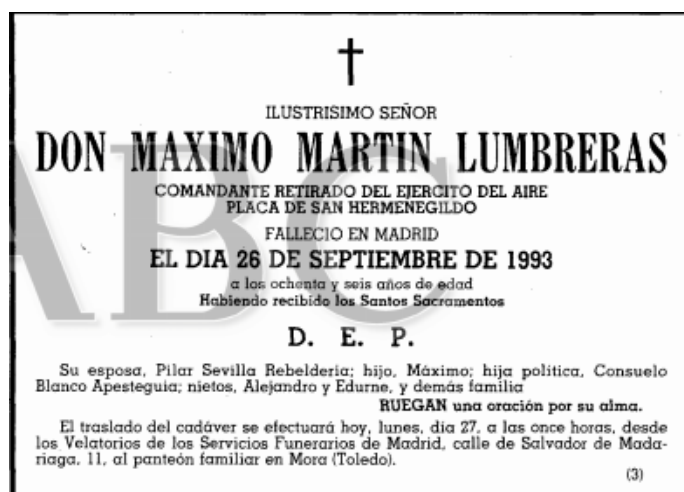 ILUSTRISIMO SEÑOR
DON MAXIMO MARTIN LUMBRERAS
COMANDANTE RETIRADO DEL EJERCITO DEL AIRE
PLACA DE SAN HERMENEGILDO
FALLECIO EN MADRID
EL DIA 26 DE SEPTIEMBRE DE 1993
a los ochenta y seis años de edad
Habiendo recibido los Santos Sacramentos
D. E. P.
Su esposa, Pilar Sevilla Rebelderia; hijo, Máximo; hija política, Consuelo
Blanco Apesteguia; nietos, Alejandro y Edurne, y demás familia
RUEGAN una oración por su alma.
El traslado del cadáver se efectuará hoy, lunes, dia 27, a las once horas, desde
los Velatorios de los Servicios Funerarios de Madrid, calle de Salvador de Mada-
riaga, 11, al panteón familiar en Mora (Toledo).
(3)
ABC